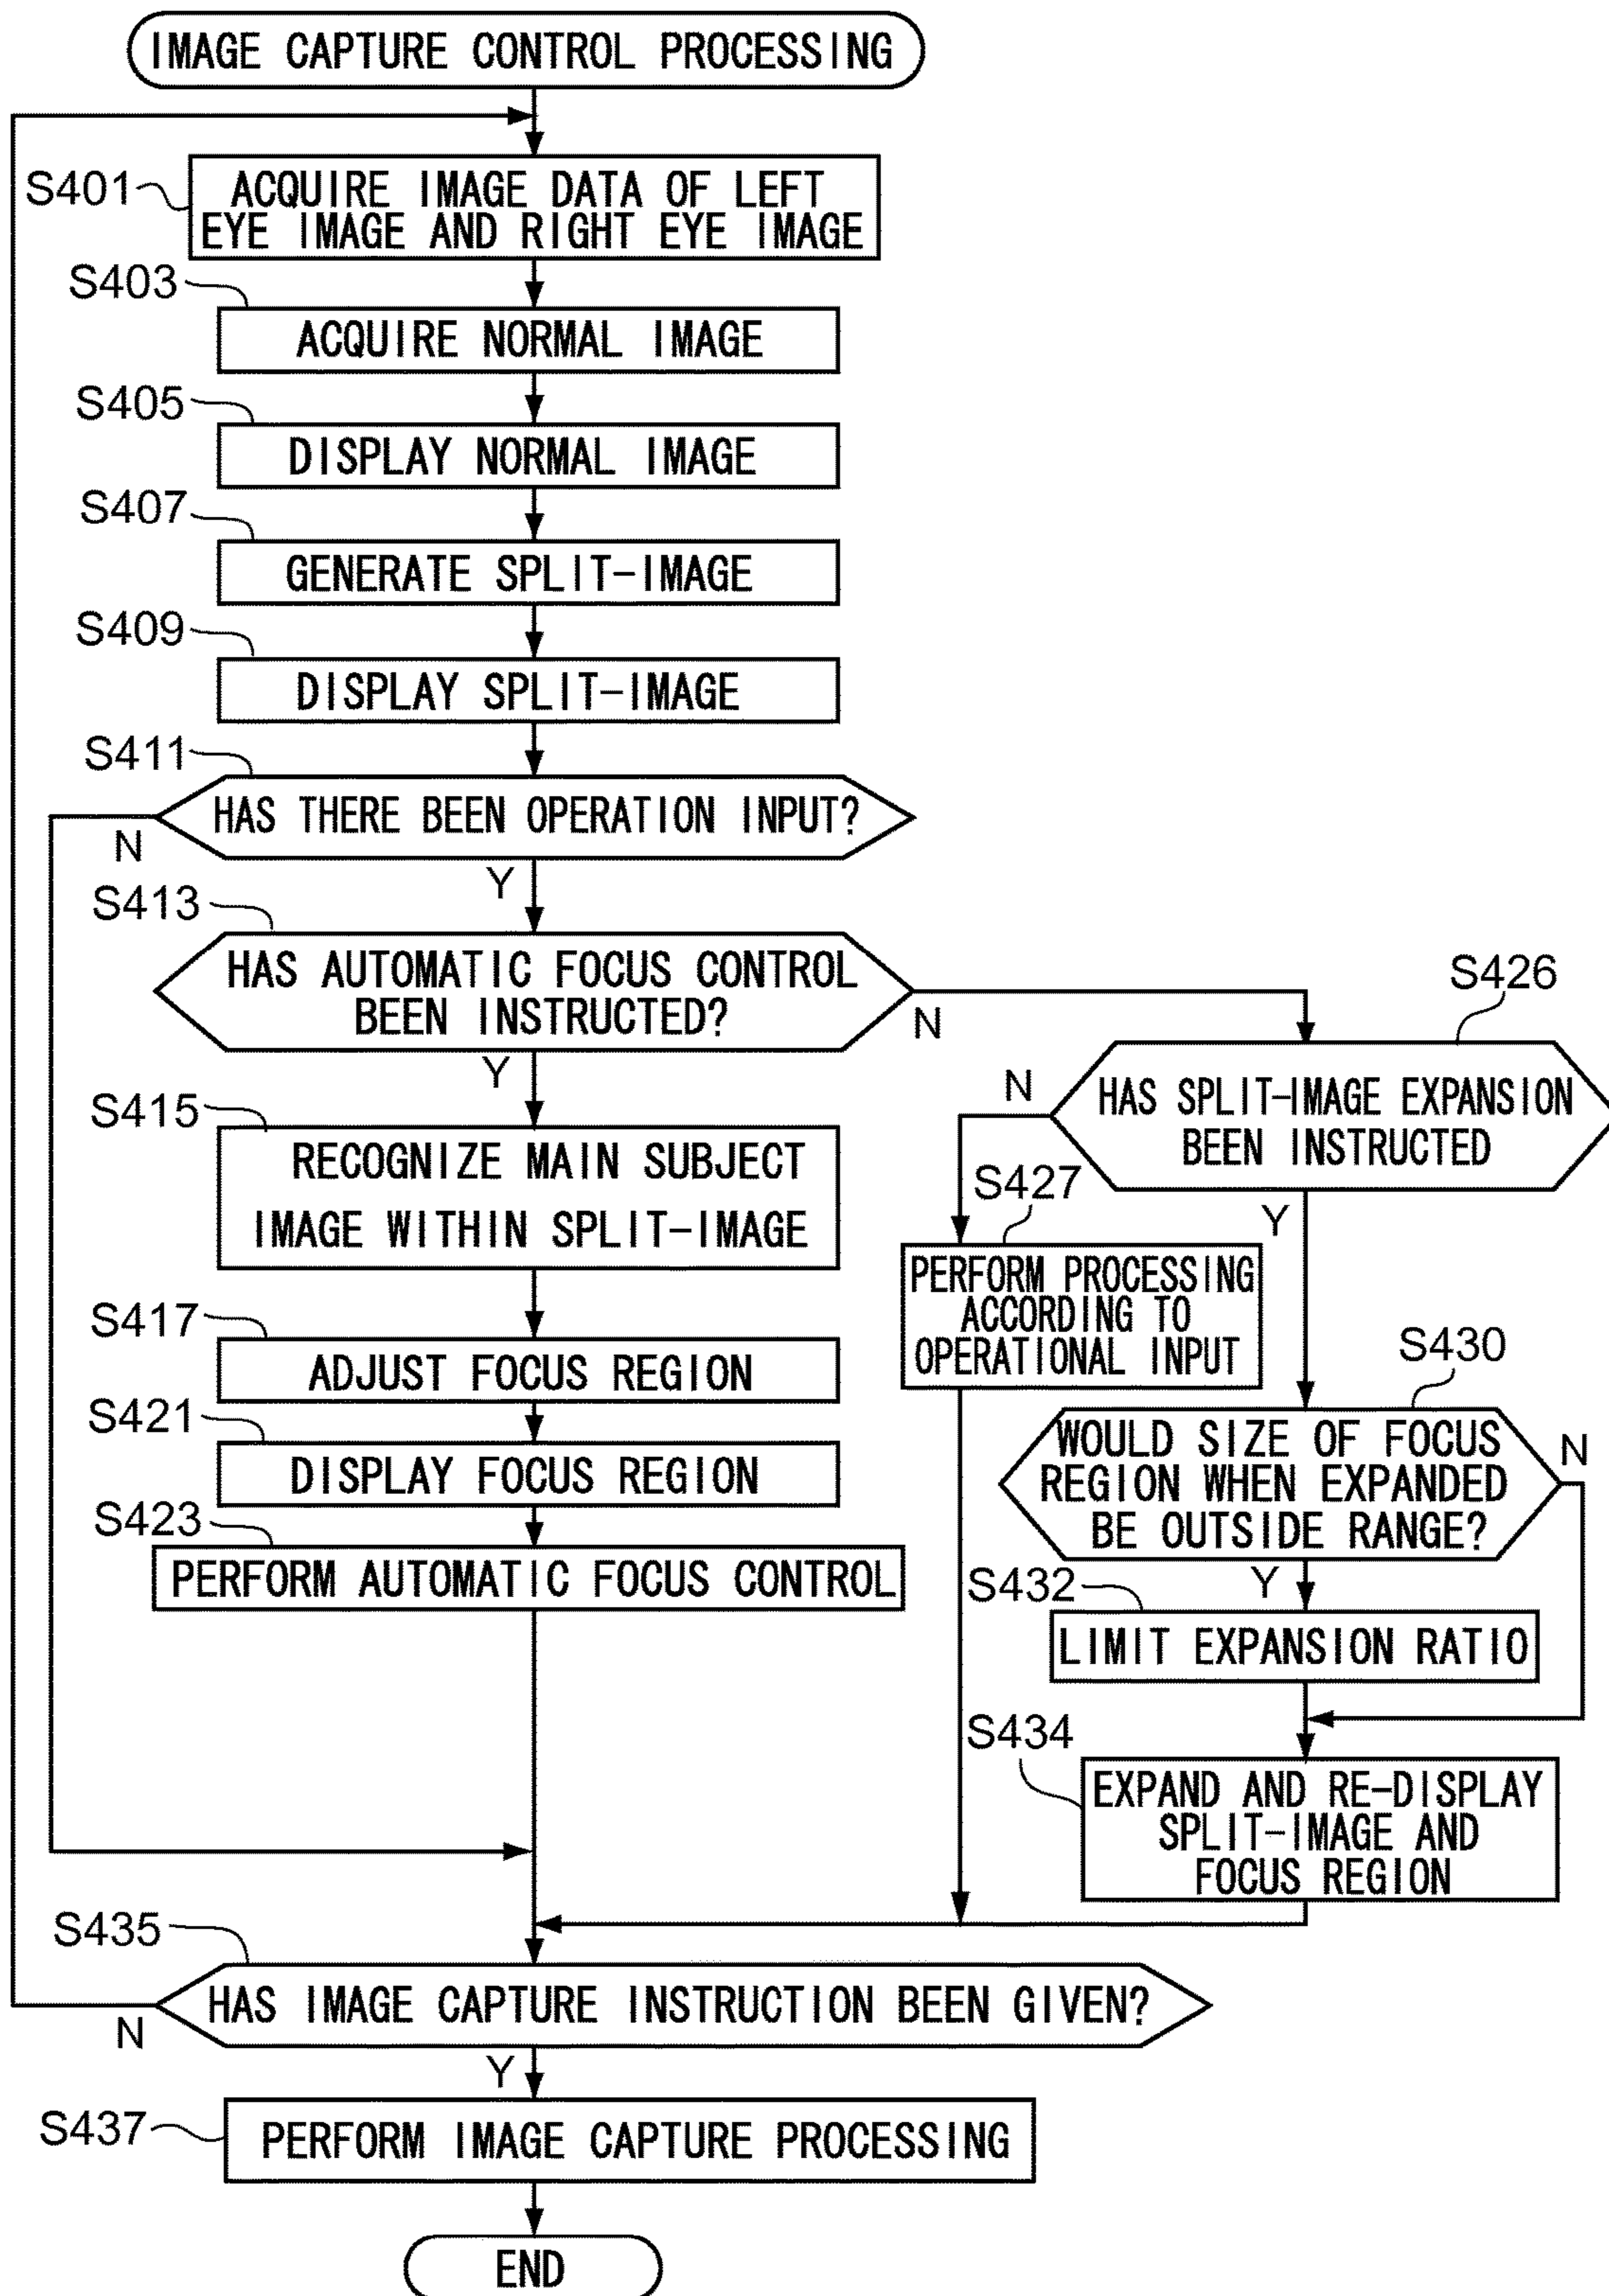 IMAGE CAPTURE CONTROL PROCESSING
S401
ACQUIRE IMAGE DATA OF LEFT
EYE IMAGE AND RIGHT EYE IMAGE
S403
ACQUIRE NORMAL IMAGE
S405
DISPLAY NORMAL IMAGE
S407
GENERATE SPLIT-IMAGE
S409
DISPLAY SPLIT-IMAGE
S411
HAS THERE BEEN OPERATION INPUT?
N
Y
S413
HAS AUTOMATIC FOCUS CONTROL
BEEN INSTRUCTED?
N
Y
S415
RECOGNIZE MAIN SUBJECT
IMAGE WITHIN SPLIT-IMAGE
S417
ADJUST FOCUS REGION
S421
DISPLAY FOCUS REGION
S423
PERFORM AUTOMATIC FOCUS CONTROL
S426
HAS SPLIT-IMAGE EXPANSION
BEEN INSTRUCTED
N
Y
S427
PERFORM PROCESSING
ACCORDING TO
OPERATIONAL INPUT
S430
WOULD SIZE OF FOCUS
REGION WHEN EXPANDED
BE OUTSIDE RANGE?
N
Y
S432
LIMIT EXPANSION RATIO
S434
EXPAND AND RE-DISPLAY
SPLIT-IMAGE AND
FOCUS REGION
S435
HAS IMAGE CAPTURE INSTRUCTION BEEN GIVEN?
N
Y
S437
PERFORM IMAGE CAPTURE PROCESSING
END